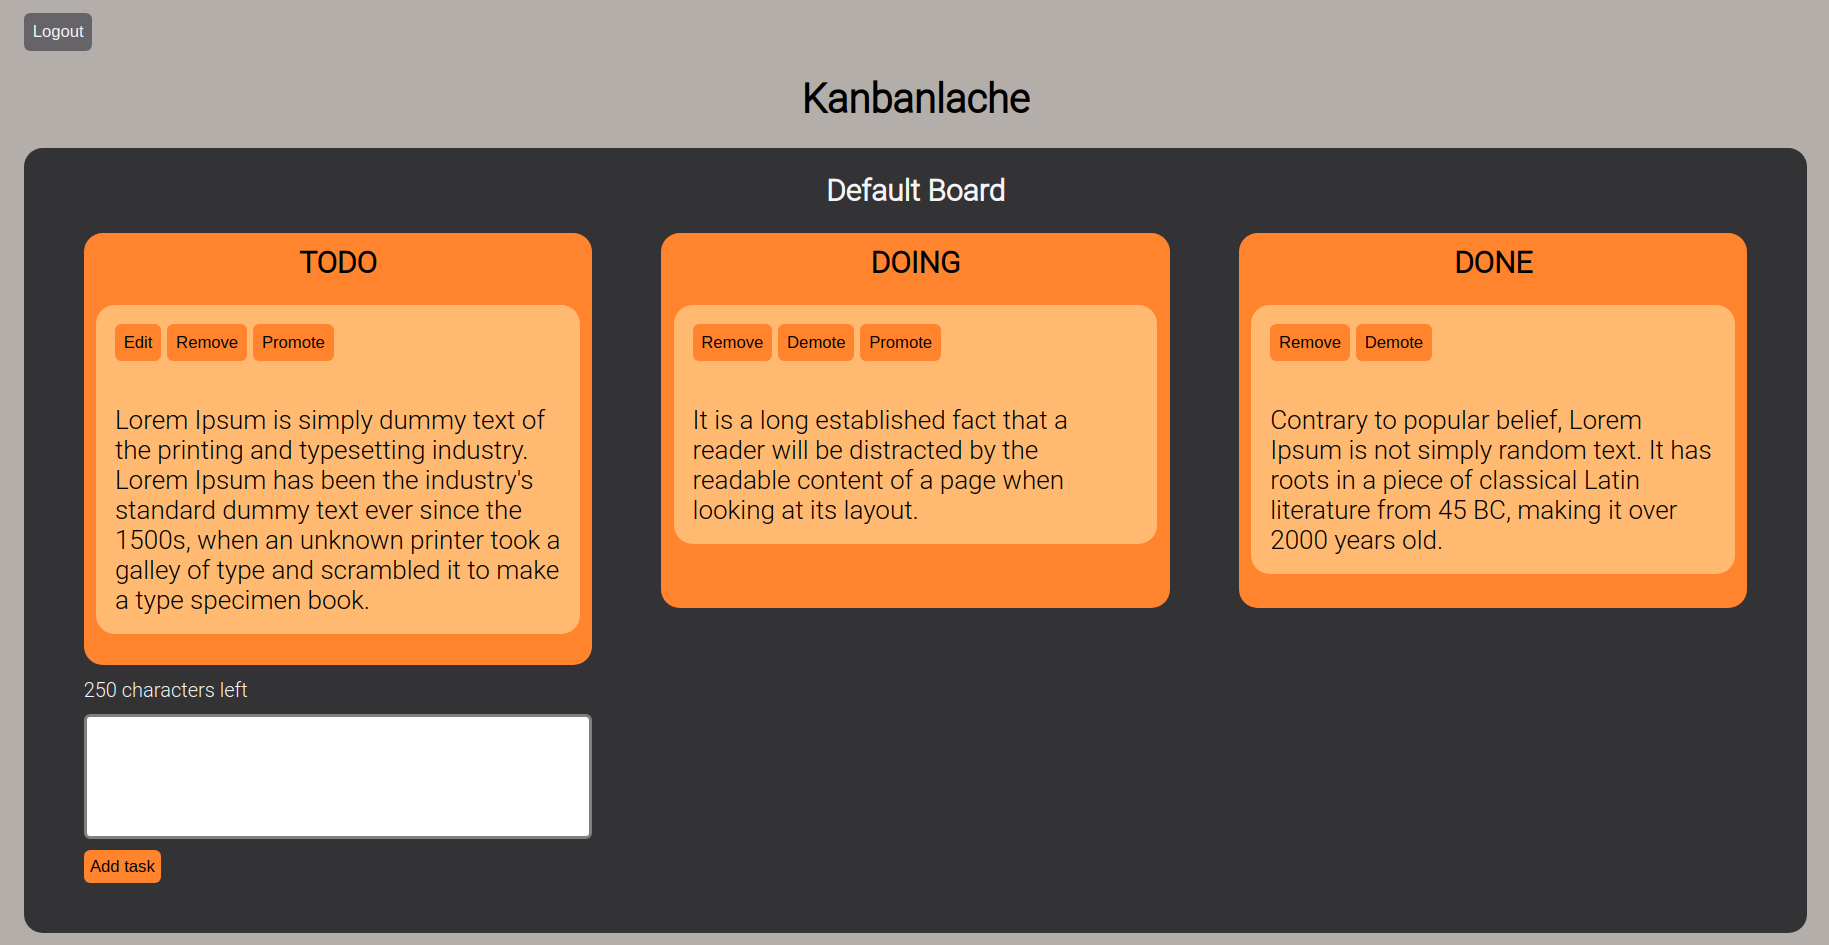 Logout
Kanbanlache
Default Board
TODO
Edit Remove Promote
Lorem Ipsum is simply dummy text of
the printing and typesetting industry.
Lorem Ipsum has been the industry's
standard dummy text ever since the
1500s, when an unknown printer took a
galley of type and scrambled it to make
a type specimen book.
250 characters left
Add task
DOING
Remove Demote Promote
It is a long established fact that a
reader will be distracted by the
readable content of a page when
looking at its layout.
DONE
Remove Demote
Contrary to popular belief, Lorem
Ipsum is not simply random text. It has
roots in a piece of classical Latin
literature from 45 BC, making it over
2000 years old.